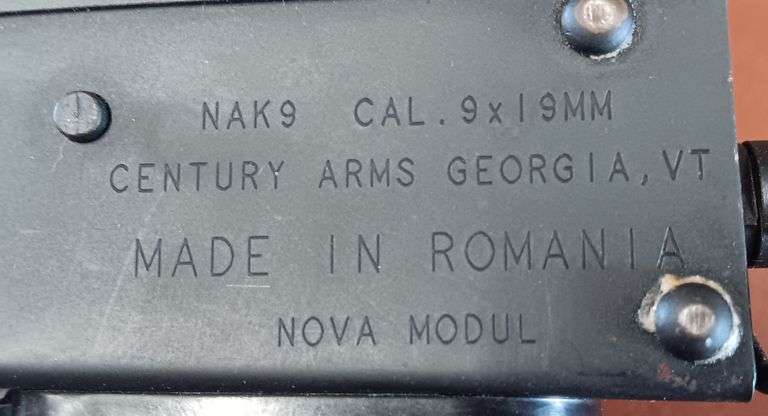 NAK9 CAL. 9x19MM
CENTURY ARMS GEORGIA, VT
MADE IN ROMANIA
NOVA MODUL